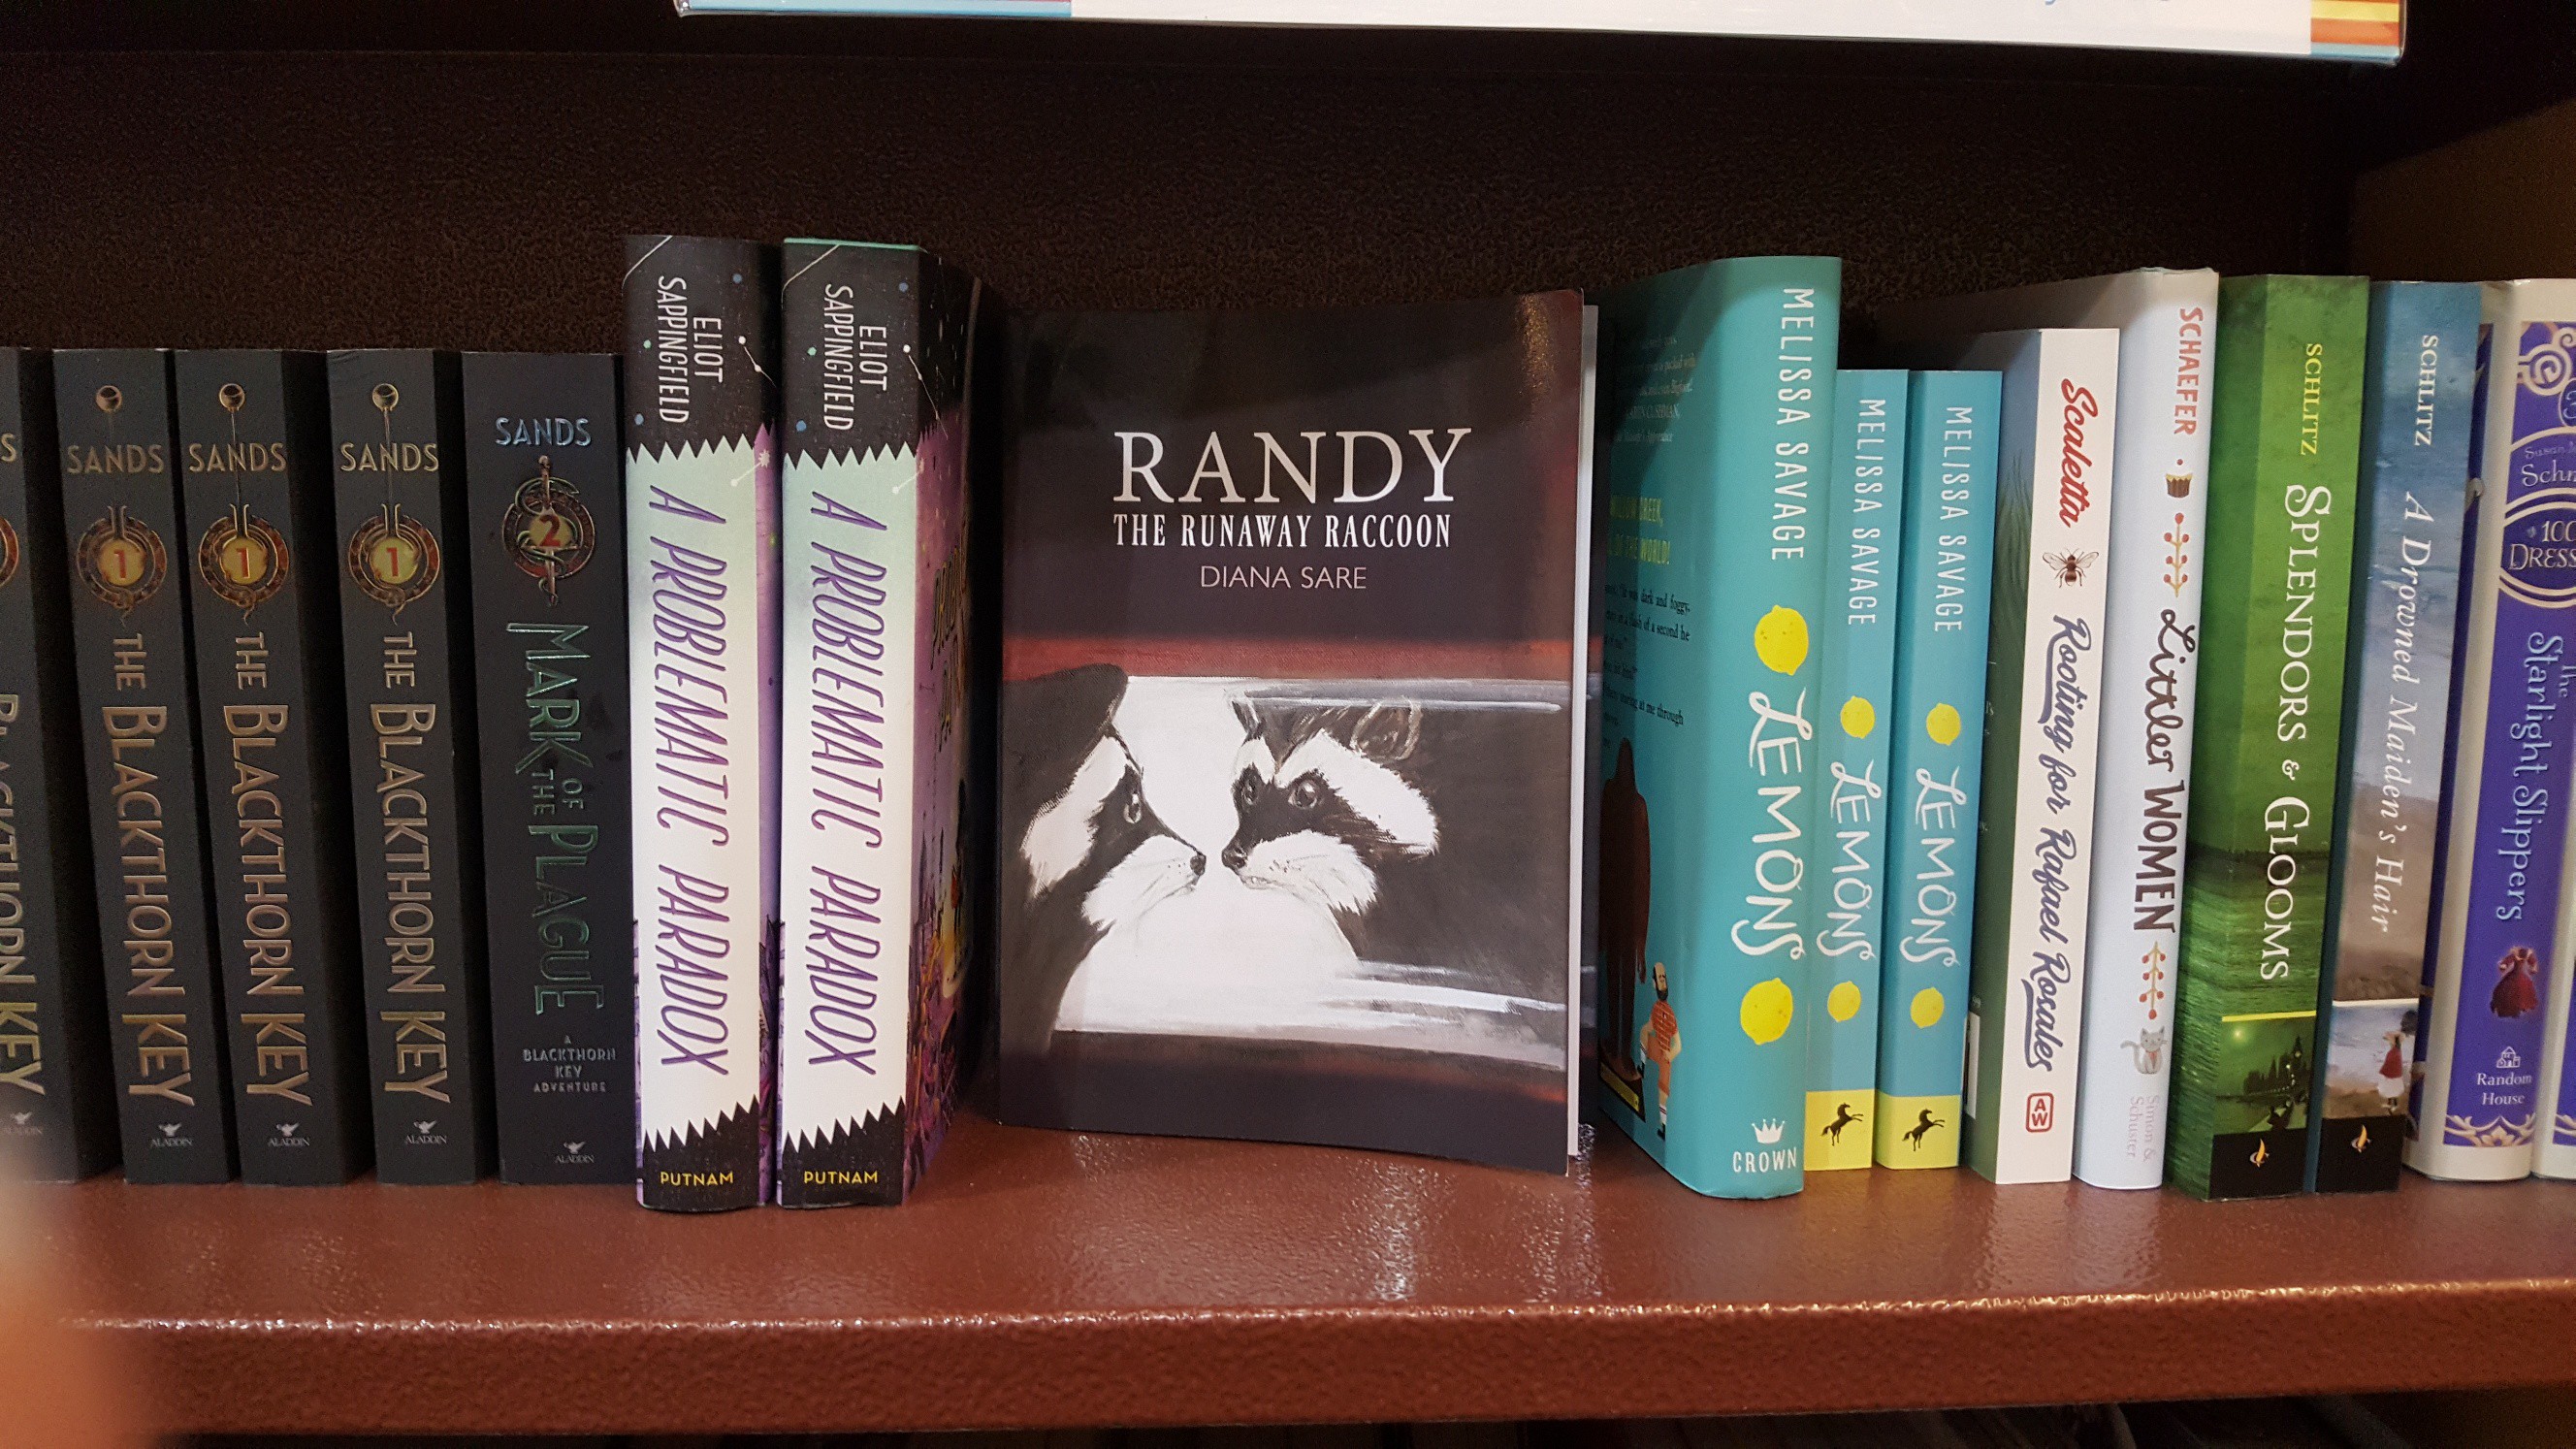 SANDS
1
THE BLACKTHORN KEY
ALADDIN
SANDS
1
THE BLACKTHORN KEY
ALADDIN
SANDS
1
THE BLACKTHORN KEY
ALADDIN
SANDS
2
MARK OF THE PLAGUE
A
BLACKTHORN
KEY
ADVENTURE
ALADDIN
ELIOT
SAPPINGFIELD
A PROBLEMATIC PARADOX
PUTNAM
ELIOT
SAPPINGFIELD
A PROBLEMATIC PARADOX
PUTNAM
RANDY
THE RUNAWAY RACCOON
DIANA SARE
MELISSA SAVAGE
LEMONS
CROWN
MELISSA SAVAGE
LEMONS
MELISSA SAVAGE
LEMONS
Scaletta
Rooting for Rafael Rosales
AW
SCHAEFER
Littler WOMEN
Simon &
Schuster
SCHLITZ
SPLENDORS & GLOOMS
SCHLITZ
A Drowned Maiden's Hair
The
Starlight Slippers
Random
House